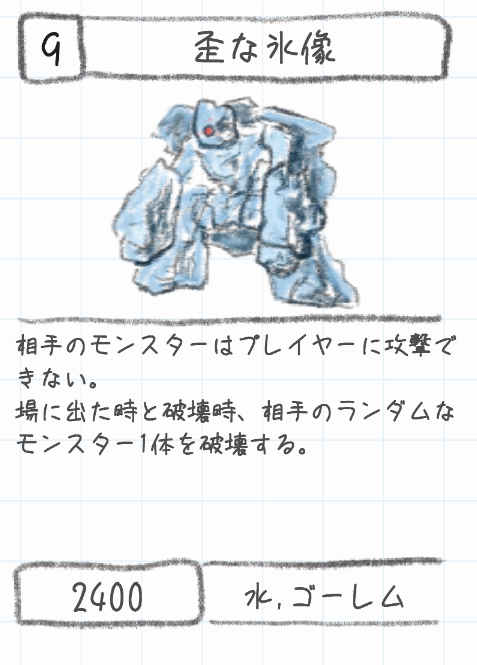 9
歪な氷像
相手のモンスターはプレイヤーに攻撃で
きない。
場に出た時と破壊時、相手のランダムな
モンスター1体を破壊する。
2400
水,ゴーレム